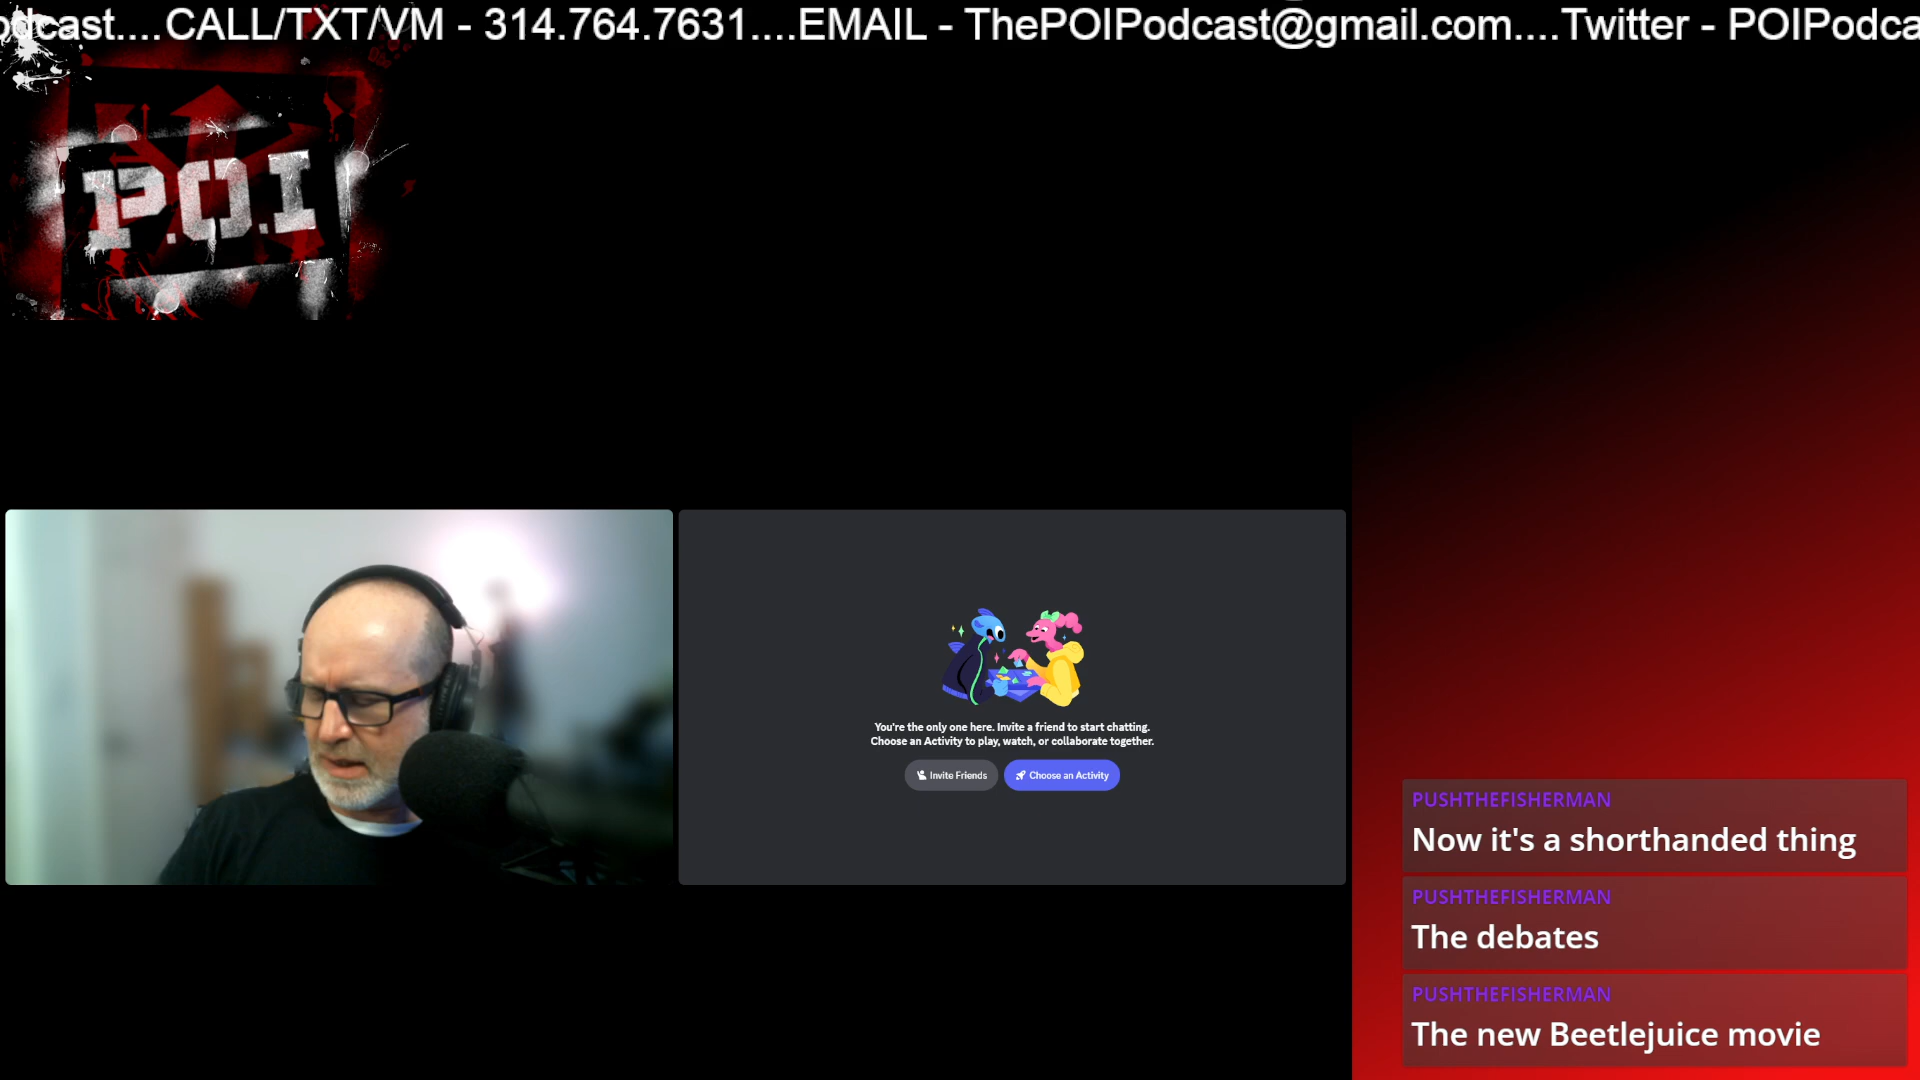 odcast....CALL/TXT/VM - 314.764.7631....EMAIL - ThePOIPodcast@gmail.com....Twitter - POIPodca
P.O.I
You're the only one here. Invite a friend to start chatting.
Choose an Activity to play, watch, or collaborate together.
Invite Friends
Choose an Activity
PUSHTHEFISHERMAN
Now it's a shorthanded thing
PUSHTHEFISHERMAN
The debates
PUSHTHEFISHERMAN
The new Beetlejuice movie